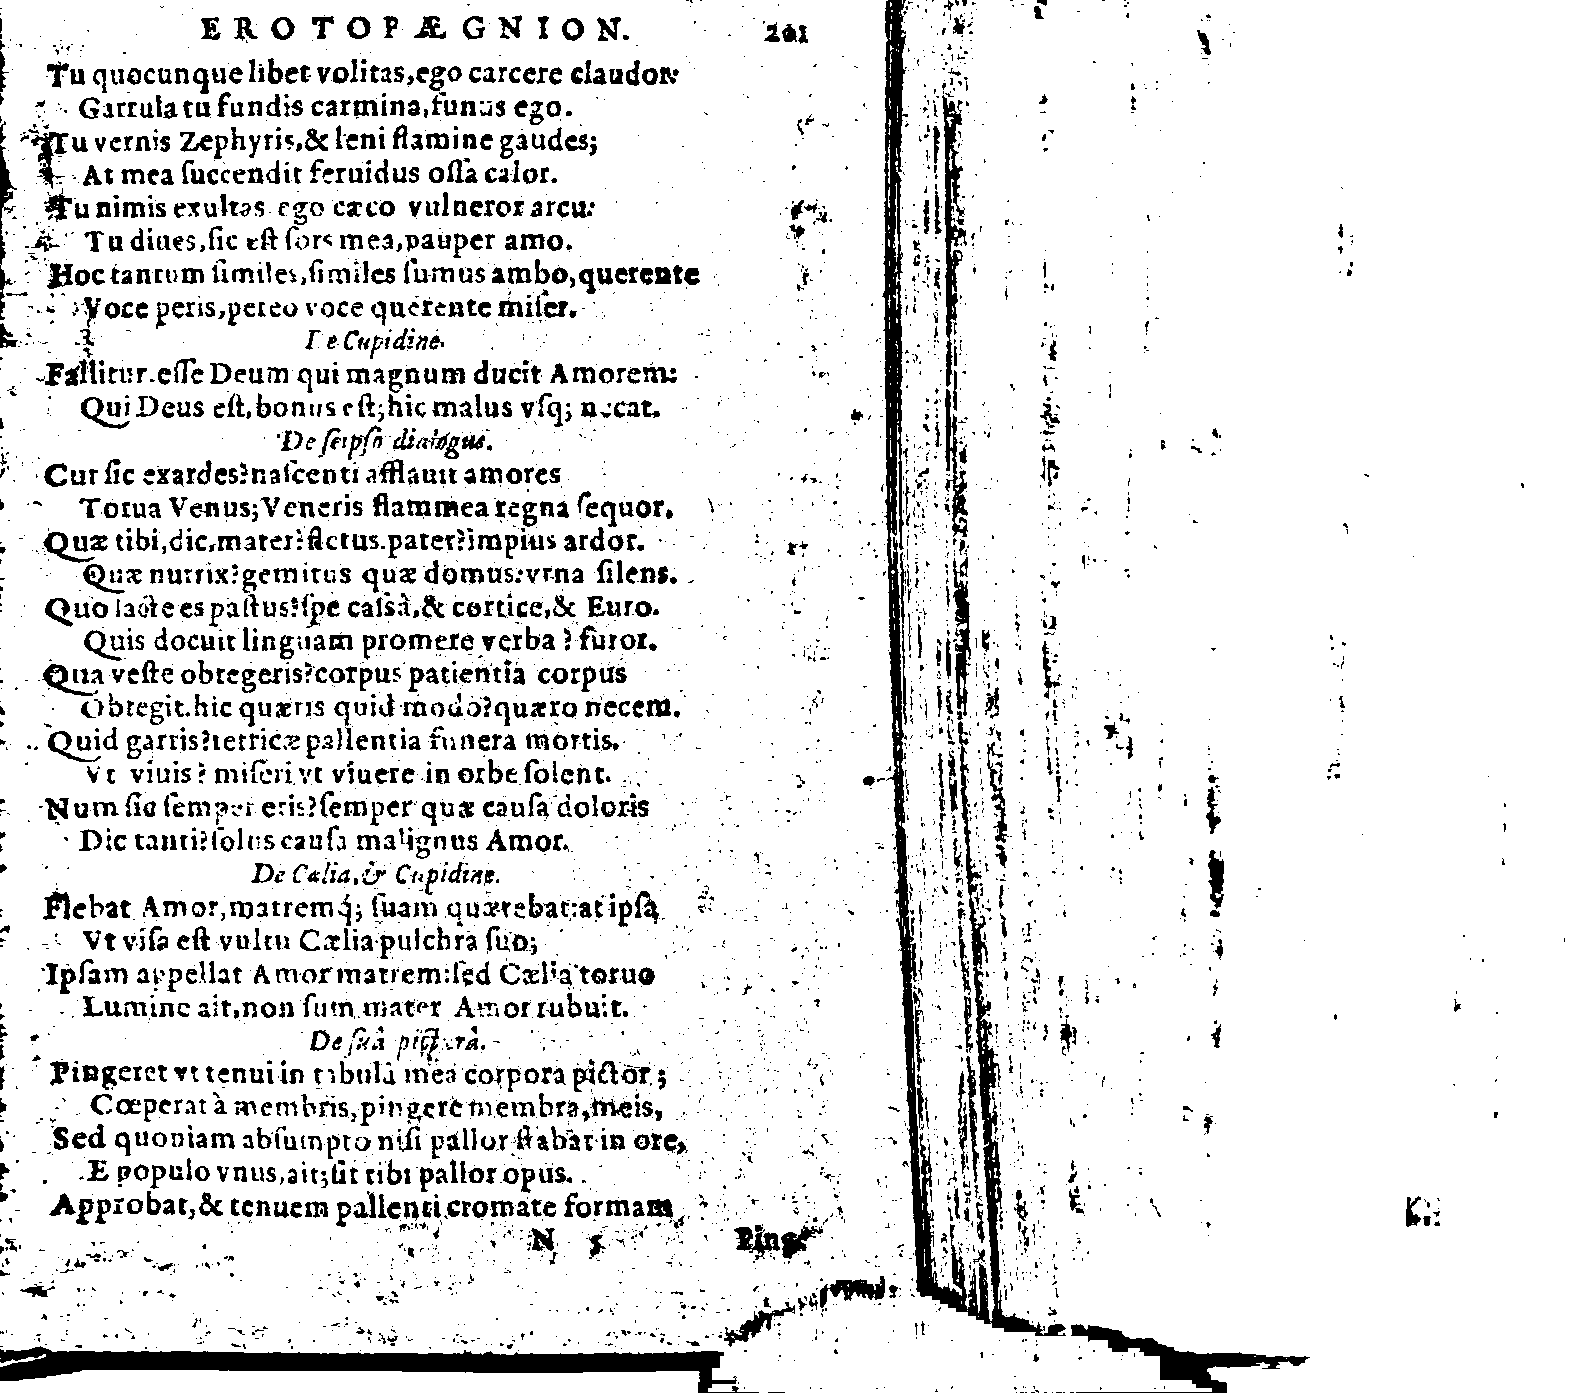 EROTOPÆGNION. 201
Tu quocunque libet volitas, ego carcere claudor:
Garrula tu fundis carmina, funus ego.
Tu vernis Zephyris, & leni flamine gaudes;
At mea ſuccendit feruidus oſſa calor.
Tu nimis exultas ego cæco vulneror arcu:
Tu diues, ſic eſt ſors mea, pauper amo.
Hoc tantum ſimiles, ſimiles ſumus ambo, querente
Voce peris, pereo voce querente miſer.
De Cupidine.
Fallitur eſſe Deum qui magnum ducit Amorem:
Qui Deus eſt, bonus eſt; hic malus vſq; necat.
De ſeipſo dialogus.
Cur ſic exardes? naſcenti afflauit amores
Torua Venus; Veneris flammea regna ſequor.
Quæ tibi, dic, mater? fletus. pater? impius ardor.
Quæ nutrix? gemitus quæ domus: vrna ſilens.
Quo lacte es paſtus? ſpe caſsâ, & cortice, & Euro.
Quis docuit linguam promere verba? furor.
Qua veſte obtegeris? corpus patientia corpus
Obtegit. hic quæris quid modo? quæro necem.
Quid garris? tetricæ pallentia funera mortis.
Vt viuis? miſeri vt viuere in orbe ſolent.
Num ſic ſemper eris? ſemper quæ cauſa doloris
Dic tanti? ſolus cauſa malignus Amor.
De Cælia, & Cupidine.
Flebat Amor, matremq́; ſuam quærebat: at ipſa
Vt viſa eſt vultu Cælia pulchra ſuo;
Ipſam appellat Amor matrem: ſed Cælia toruo
Lumine ait, non ſum mater Amor rubuit.
De ſuâ picturâ.
Pingeret vt tenui in tabulâ mea corpora pictor;
Cœperat à membris, pingere membra, meis,
Sed quoniam abſumpto niſi pallor ſtabat in ore,
E populo vnus, ait; ſit tibi pallor opus.
Approbat, & tenuem pallenti cromate formam
N 5 Ping.